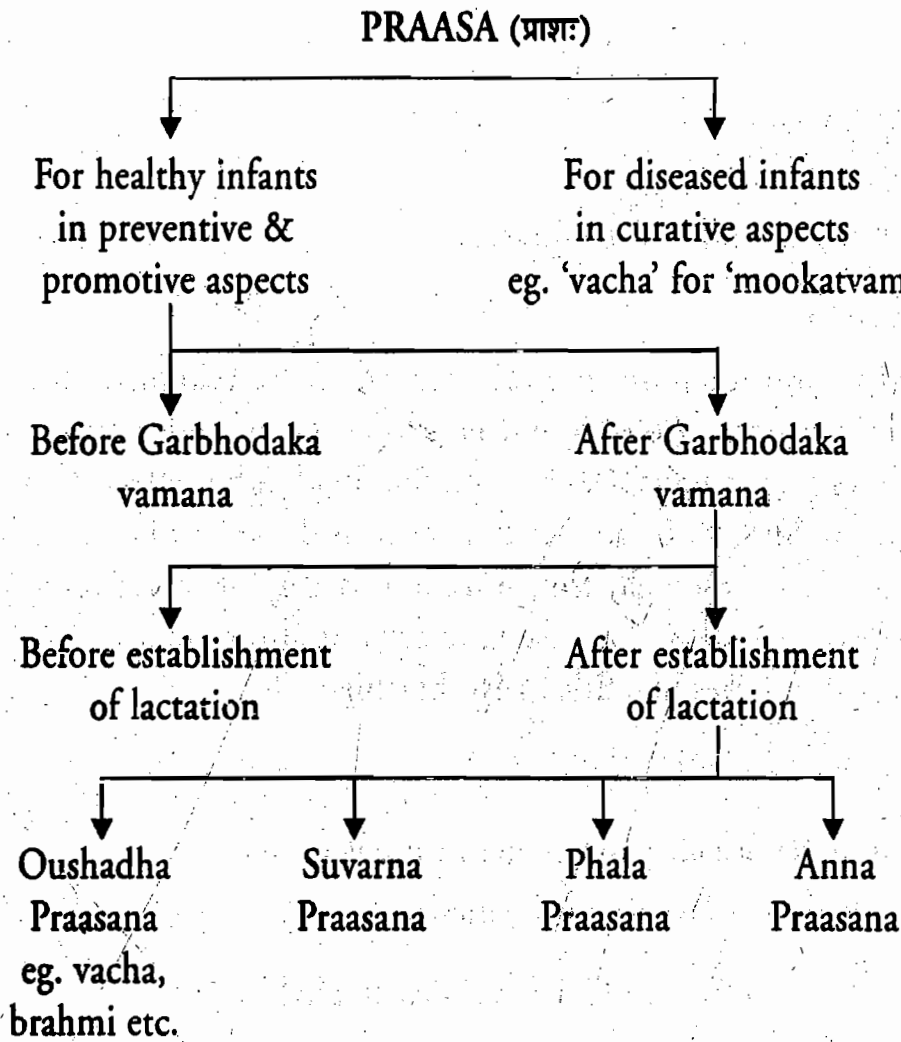 PRAASA (प्राशः)
For healthy infants
in preventive &
promotive aspects
For diseased infants
in curative aspects
eg. ‘vacha’ for ‘mookatvam
Before Garbhodaka
vamana
After Garbhodaka
vamana
Before establishment
of lactation
After establishment
of lactation
Oushadha
Praasana
eg. vacha,
brahmi etc.
Suvarna
Praasana
Phala
Praasana
Anna
Praasana